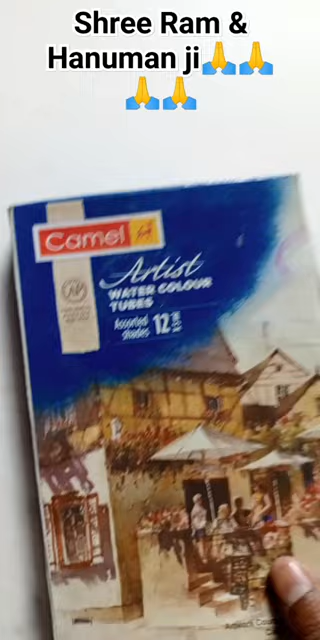 Shree Ram &
Hanuman ji🙏🙏
🙏🙏
Camel
Artist
WATER COLOUR
TUBES
Assorted
shades
12